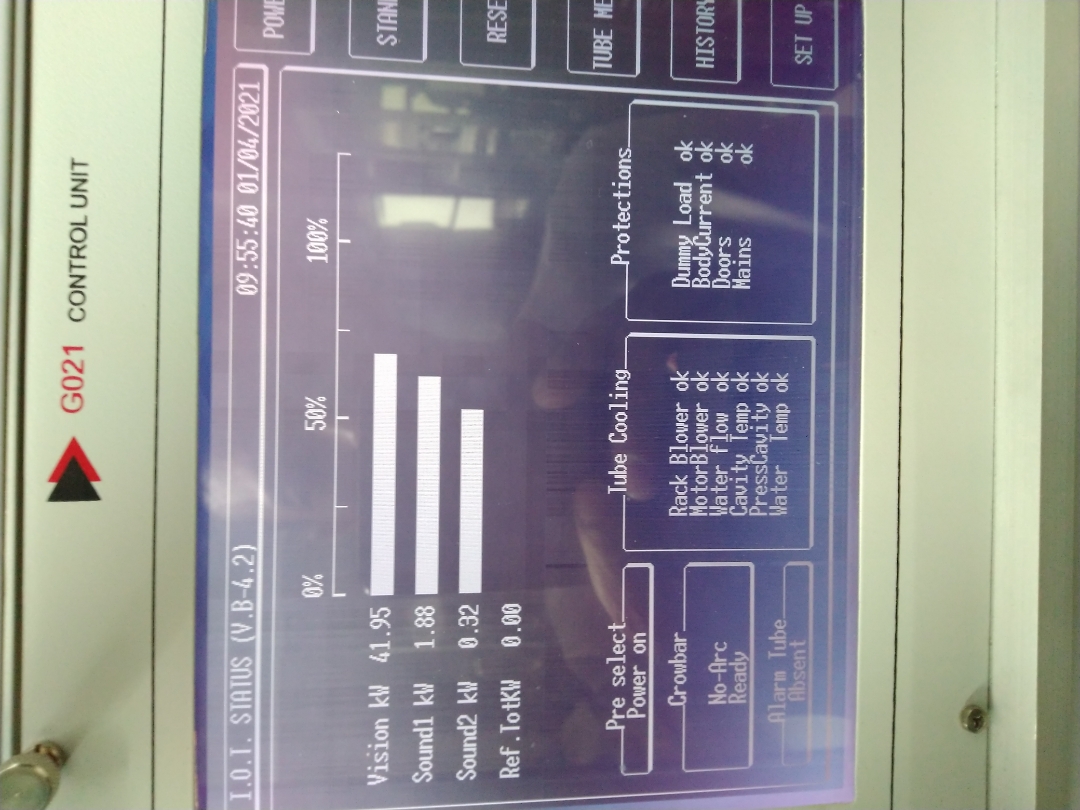 G021 CONTROL UNIT
I.O.T. STATUS (V.B-4.2) 09:55:40 01/04/2021
0% 50% 100%
Vision kW 41.95
Sound1 kW 1.88
Sound2 kW 0.32
Ref.TotKW 0.00
Pre select
Power on
Crowbar
No-Arc
Ready
Alarm Tube
Absent
Tube Cooling
Rack Blower ok
MotorBlower ok
Water flow ok
Cavity Temp ok
PressCavity ok
Water Temp ok
Protections
Dummy Load ok
BodyCurrent ok
Doors ok
Mains ok
POWE
STAN
RESE
TUBE ME
HISTORY
SET UP